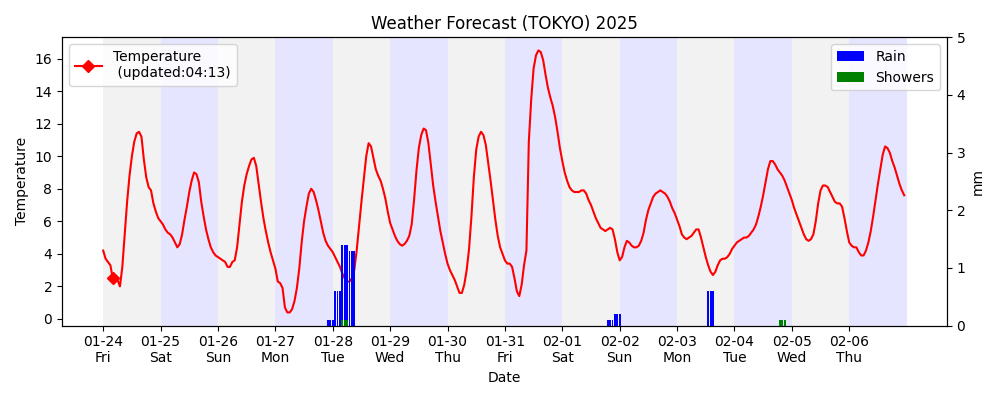 Weather Forecast (TOKYO) 2025
Temperature
(updated:04:13)
Rain
Showers
Temperature
16
14
12
10
8
6
4
2
0
5
4
3
2
1
0
mm
01-24 01-25 01-26 01-27 01-28 01-29 01-30 01-31 02-01 02-02 02-03 02-04 02-05 02-06
Fri Sat Sun Mon Tue Wed Thu Fri Sat Sun Mon Tue Wed Thu
Date